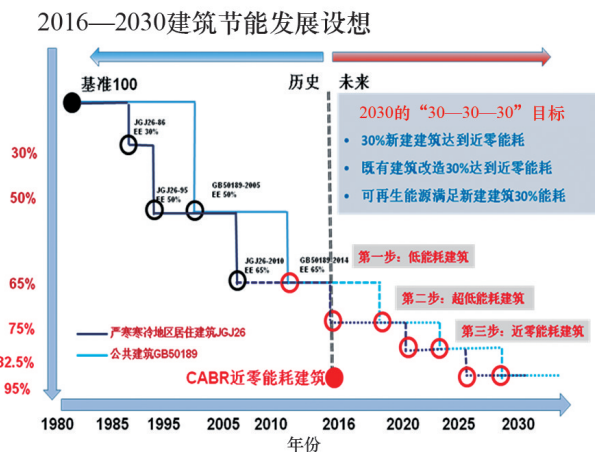 2016—2030建筑节能发展设想
基准100
历史
未来
2030的“30—30—30”目标
• 30%新建建筑达到近零能耗
• 既有建筑改造30%达到近零能耗
• 可再生能源满足新建建筑30%能耗
JGJ26-86
EE 30%
30%
JGJ26-95
EE 50%
GB50189-2005
EE 50%
50%
JGJ26-2010
EE 65%
GB50189-2014
EE 65%
第一步：低能耗建筑
65%
第二步：超低能耗建筑
75%
第三步：近零能耗建筑
严寒寒冷地区居住建筑JGJ26
公共建筑GB50189
32.5%
CABR近零能耗建筑
95%
1980
1985
1995
2005
2010
2016
2020
2025
2030
年份